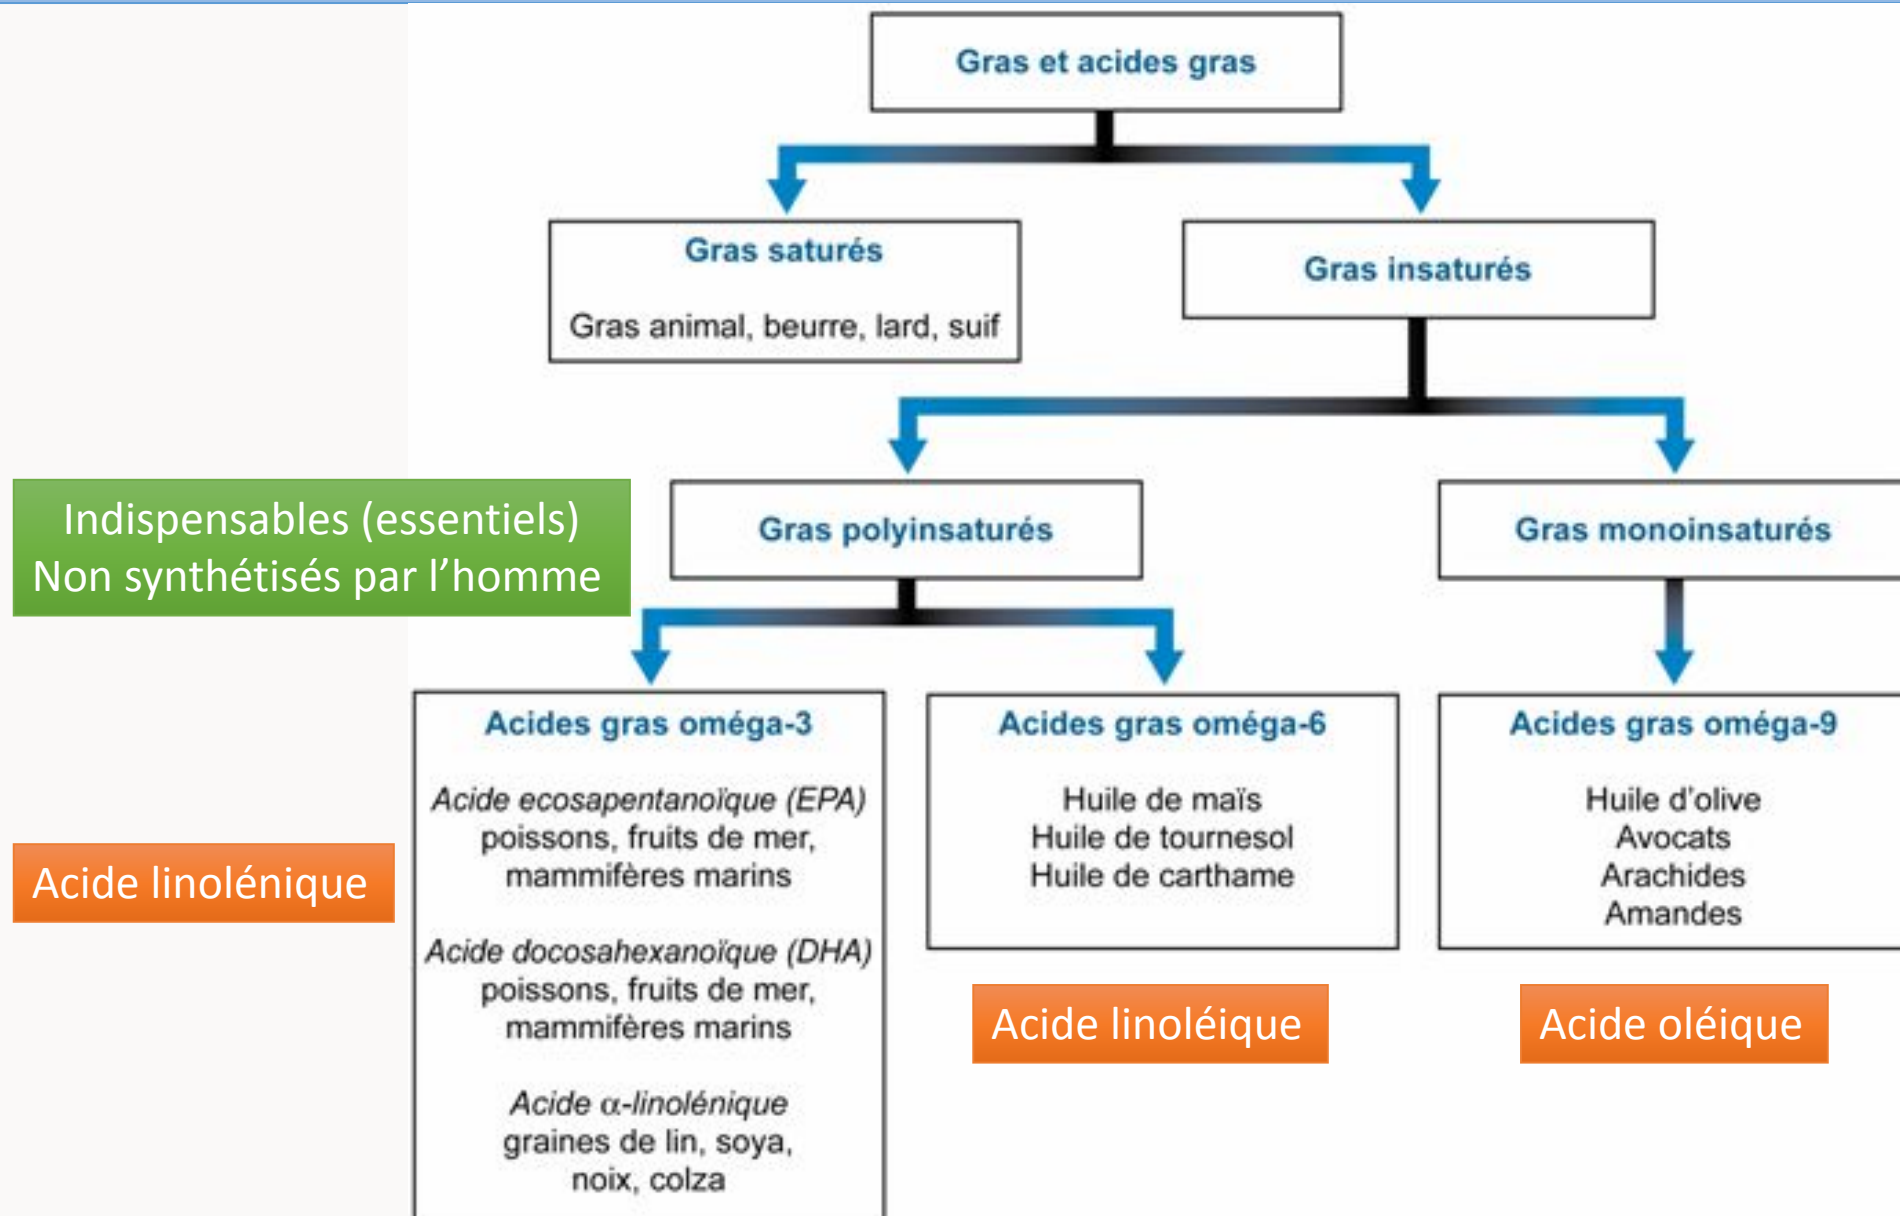 Gras et acides gras
Gras saturés
Gras animal, beurre, lard, suif
Gras insaturés
Indispensables (essentiels)
Non synthétisés par l’homme
Gras polyinsaturés
Gras monoinsaturés
Acide linolénique
Acides gras oméga-3
Acide ecosapentanoïque (EPA)
poissons, fruits de mer,
mammifères marins
Acide docosahexanoïque (DHA)
poissons, fruits de mer,
mammifères marins
Acide α-linolénique
graines de lin, soya,
noix, colza
Acides gras oméga-6
Huile de maïs
Huile de tournesol
Huile de carthame
Acide linoléique
Acides gras oméga-9
Huile d’olive
Avocats
Arachides
Amandes
Acide oléique